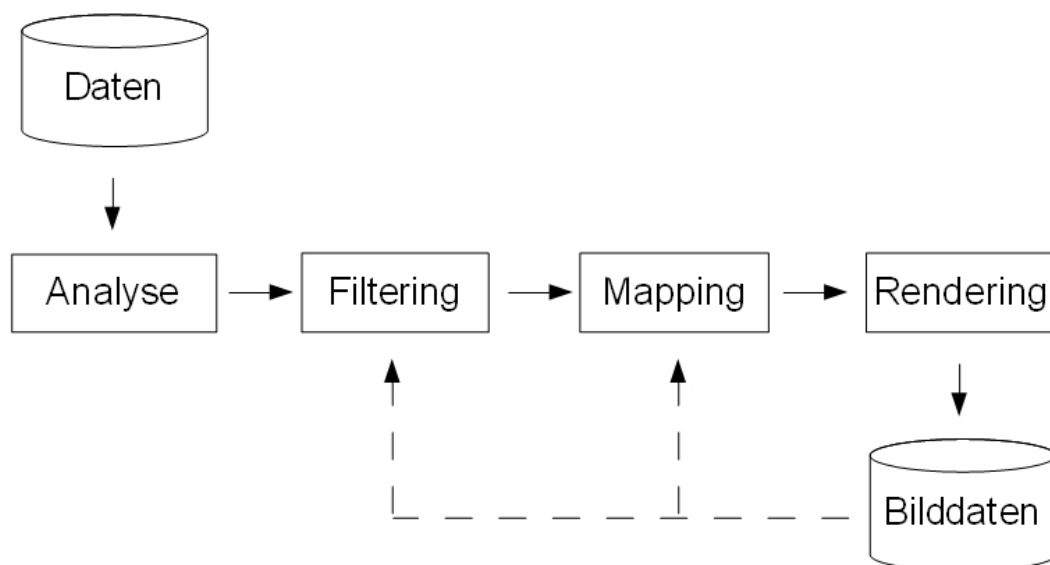 Daten
Analyse
Filtering
Mapping
Rendering
Bilddaten